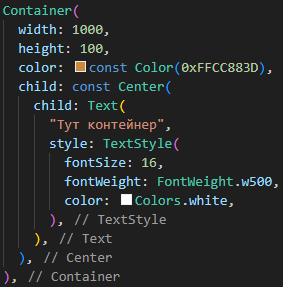 Container(
width: 1000,
height: 100,
color: const Color(0xFFCC883D),
child: const Center(
child: Text(
"Тут контейнер",
style: TextStyle(
fontSize: 16,
fontWeight: FontWeight.w500,
color: Colors.white,
), // TextStyle
), // Text
), // Center
), // Container